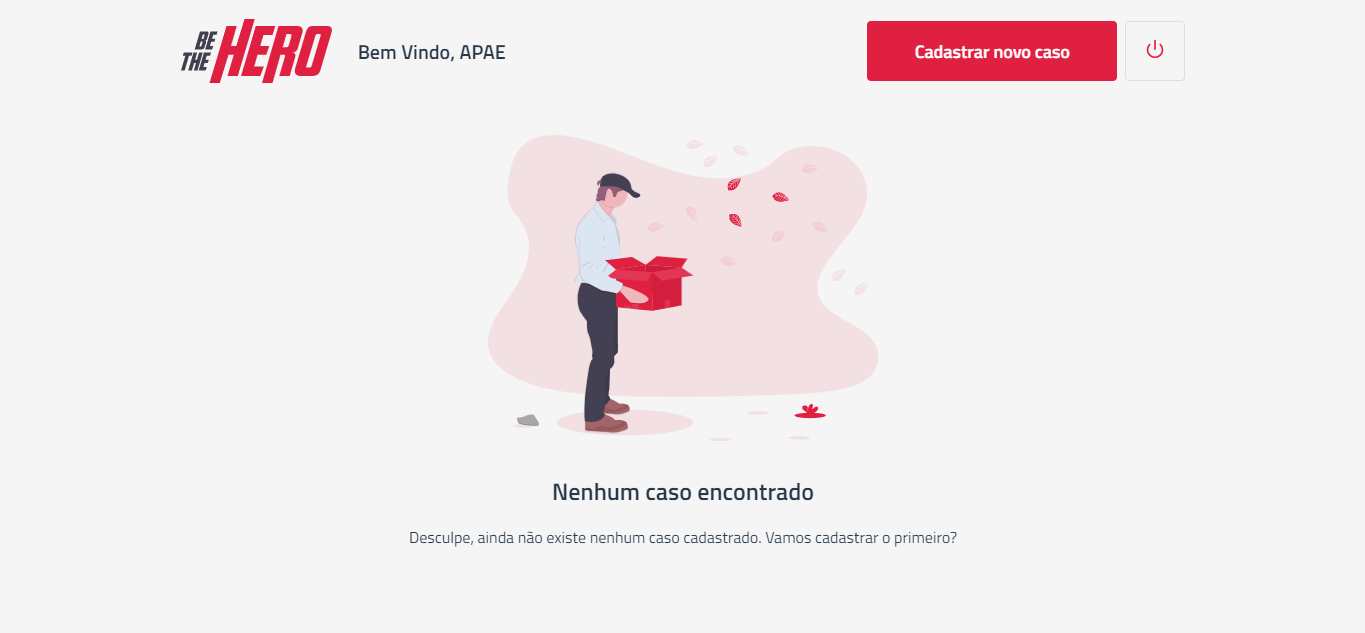 BE THE HERO
Bem Vindo, APAE
Cadastrar novo caso
Nenhum caso encontrado
Desculpe, ainda não existe nenhum caso cadastrado. Vamos cadastrar o primeiro?